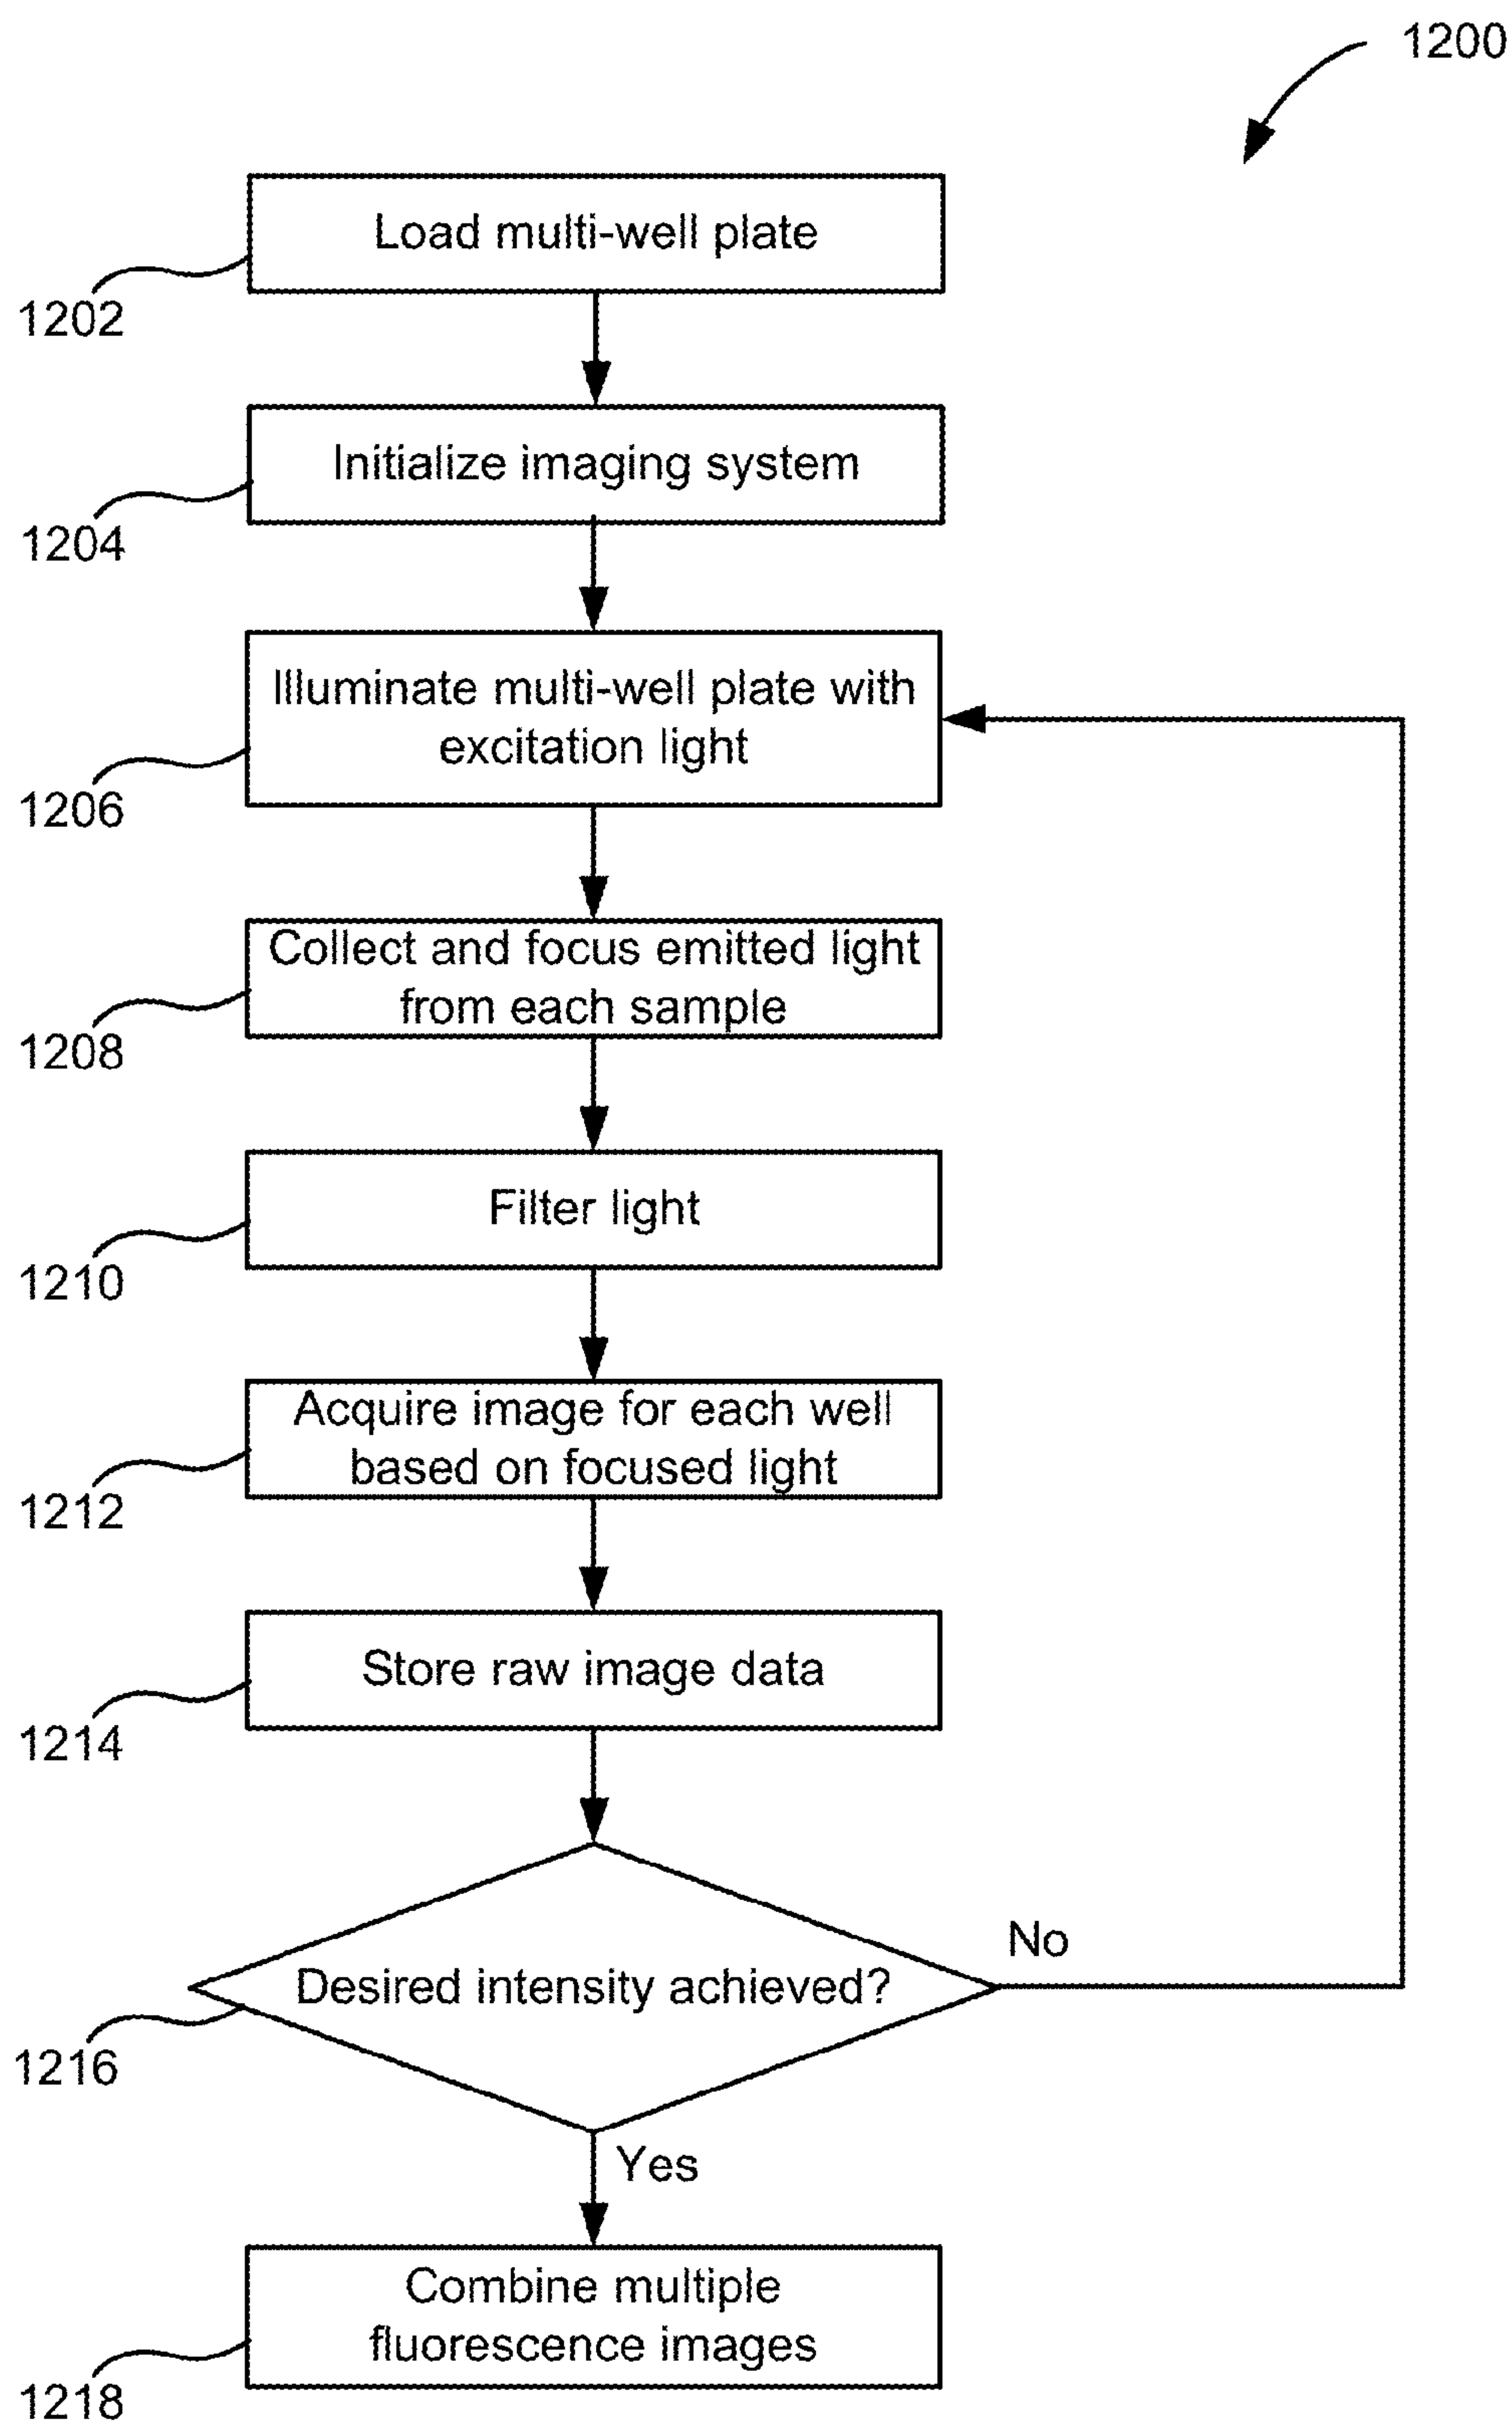 1200
Load multi-well plate
1202
Initialize imaging system
1204
Illuminate multi-well plate with
excitation light
1206
Collect and focus emitted light
from each sample
1208
Filter light
1210
Acquire image for each well
based on focused light
1212
Store raw image data
1214
No
Desired intensity achieved?
1216
Yes
Combine multiple
fluorescence images
1218